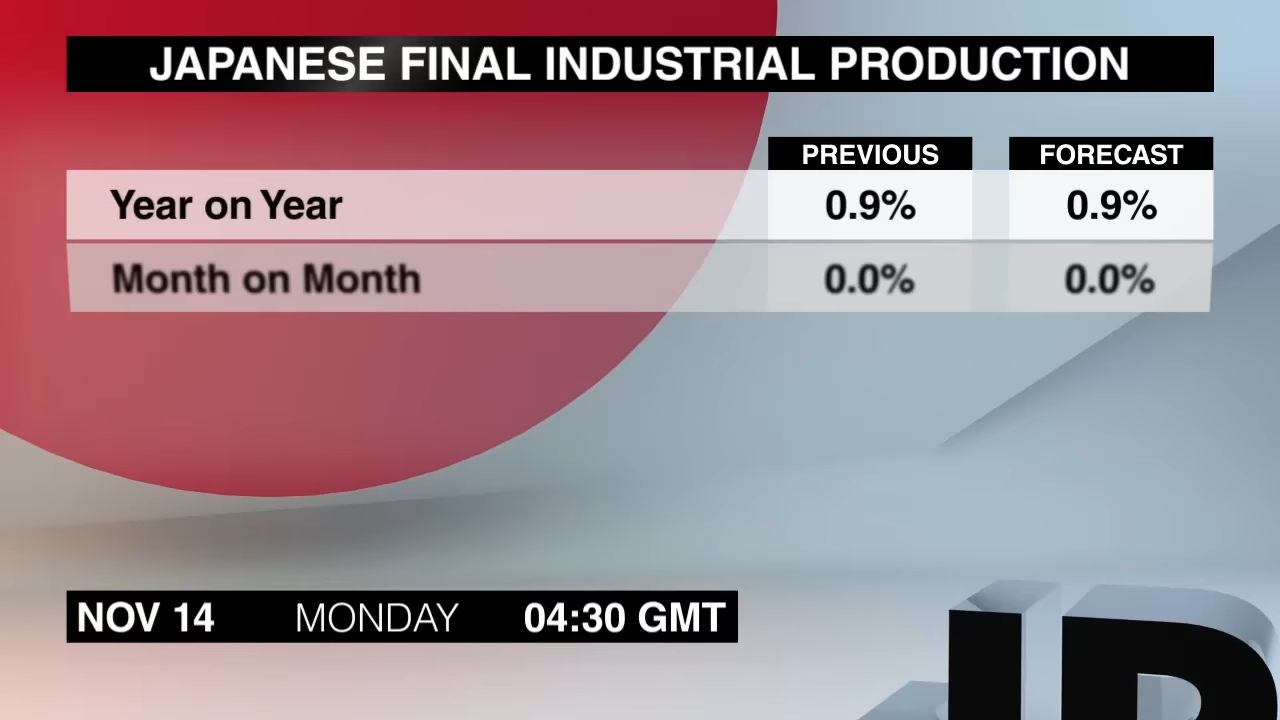 JAPANESE FINAL INDUSTRIAL PRODUCTION
PREVIOUS FORECAST
Year on Year 0.9% 0.9%
Month on Month 0.0% 0.0%
NOV 14 MONDAY 04:30 GMT